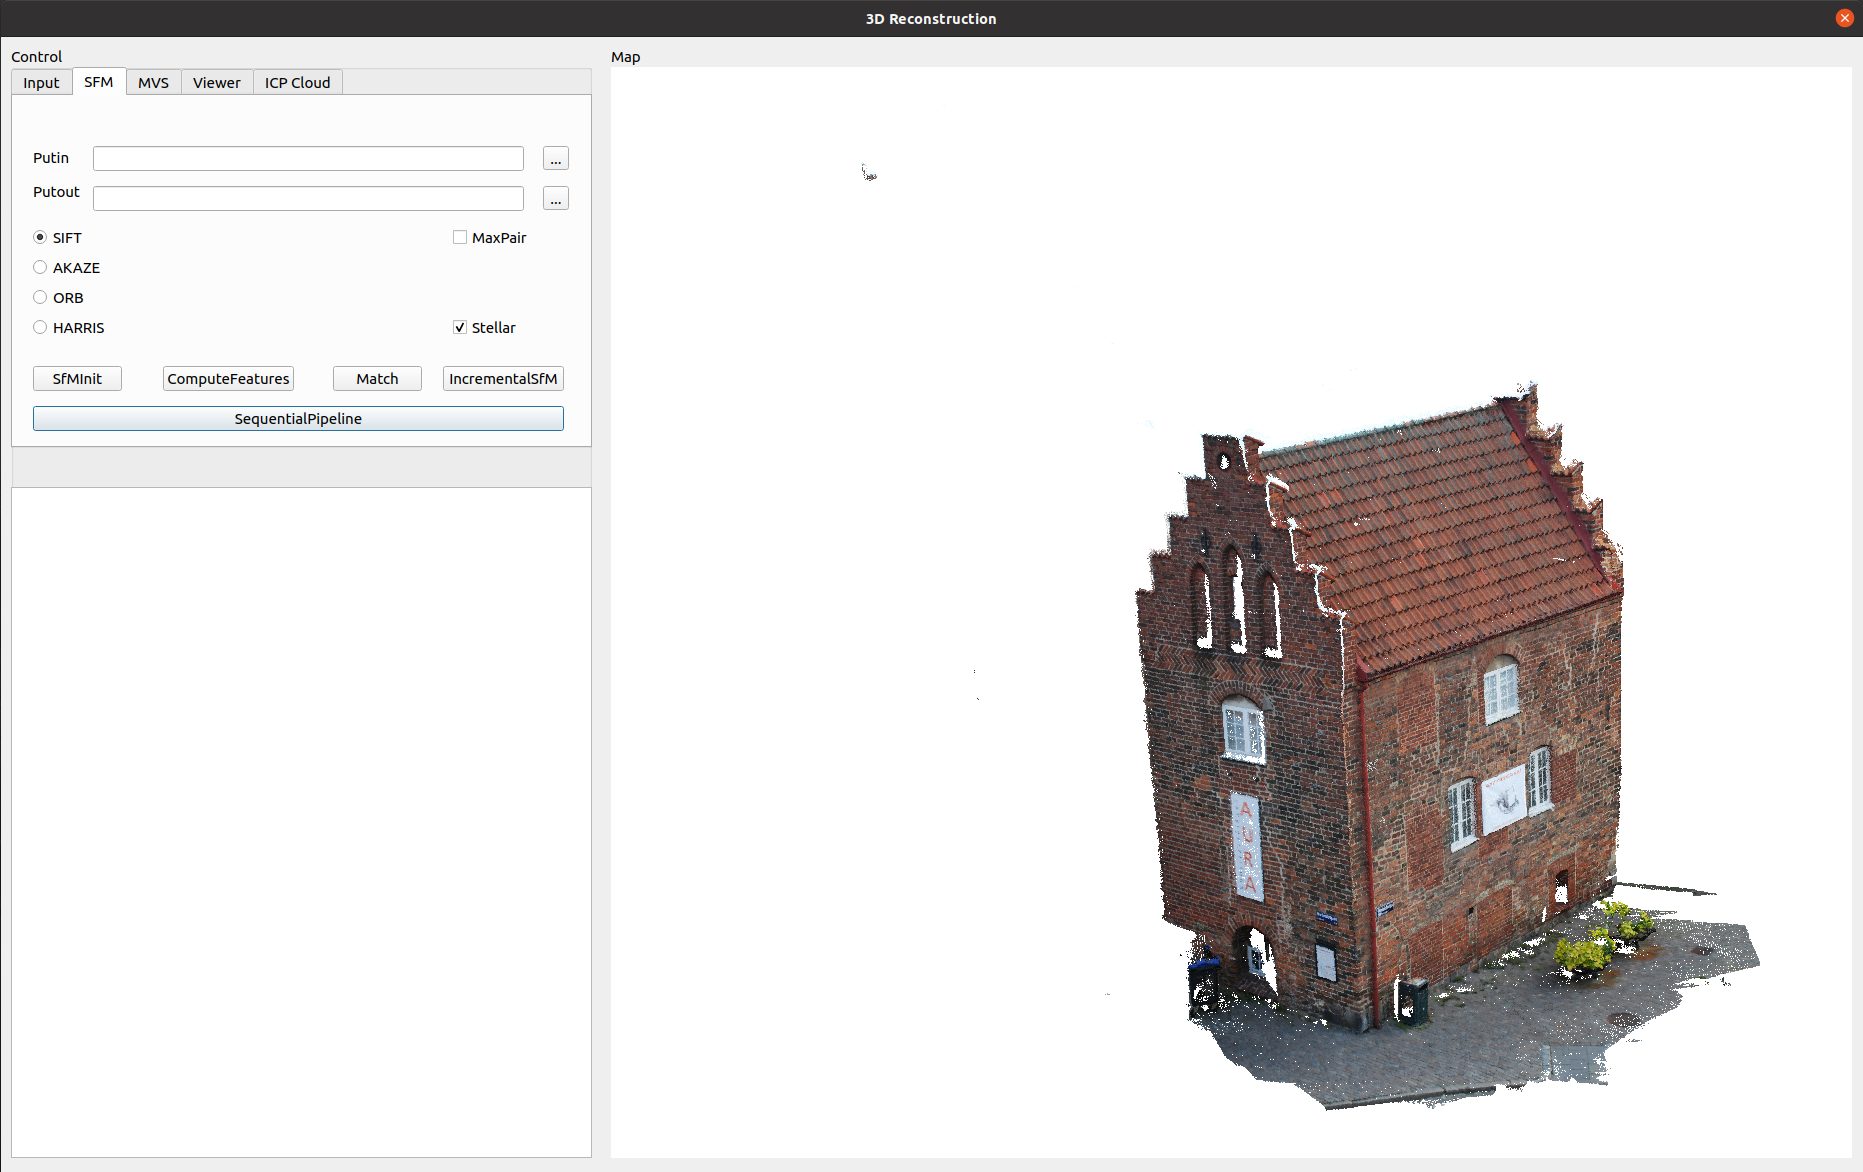 3D Reconstruction
Control
Map
Input SFM MVS Viewer ICP Cloud
Putin ...
Putout ...
SIFT MaxPair
AKAZE
ORB
HARRIS Stellar
SfMInit ComputeFeatures Match IncrementalSfM
SequentialPipeline
A
U
R
A